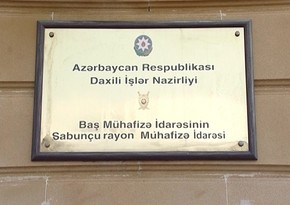 Azərbaycan Respublikası
Daxili İşlər Nazirliyi
Baş Mühafizə İdarəsinin
Sabunçu rayon Mühafizə İdarəsi